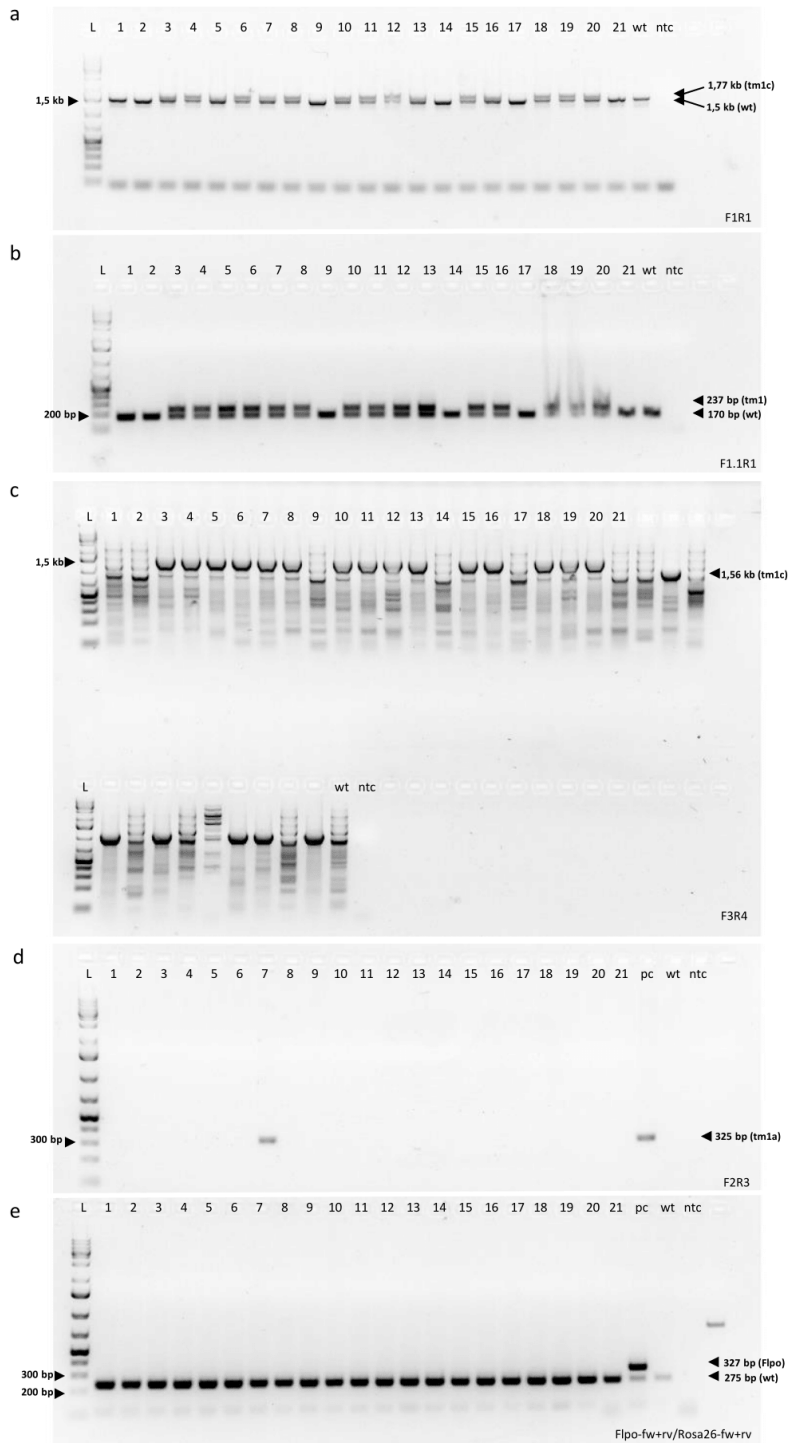 a
L 1 2 3 4 5 6 7 8 9 10 11 12 13 14 15 16 17 18 19 20 21 wt ntc
1,77 kb (tm1c)
1,5 kb
1,5 kb (wt)
F1R1
b
L 1 2 3 4 5 6 7 8 9 10 11 12 13 14 15 16 17 18 19 20 21 wt ntc
237 bp (tm1)
200 bp
170 bp (wt)
F1.1R1
c
L 1 2 3 4 5 6 7 8 9 10 11 12 13 14 15 16 17 18 19 20 21
1,5 kb
1,56 kb (tm1c)
L wt ntc
F3R4
d
L 1 2 3 4 5 6 7 8 9 10 11 12 13 14 15 16 17 18 19 20 21 pc wt ntc
300 bp
325 bp (tm1a)
F2R3
e
L 1 2 3 4 5 6 7 8 9 10 11 12 13 14 15 16 17 18 19 20 21 pc wt ntc
327 bp (Flpo)
300 bp
275 bp (wt)
200 bp
Flpo-fw+rv/Rosa26-fw+rv